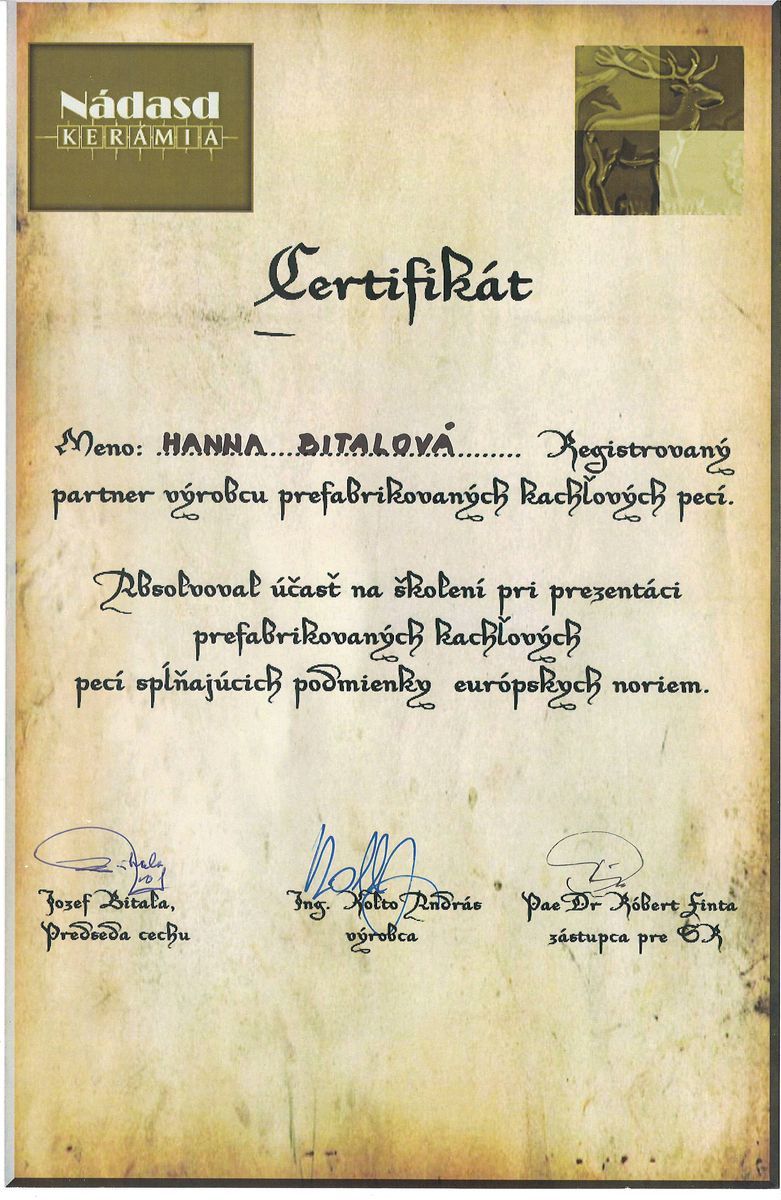 Nádasd
KERÁMIA
Certifikát
Meno: .HANNA....BITALOVÁ........ Registrovaný
partner výrobcu prefabrikovaných kachľových pecí.
Absolvoval účasť na školení pri prezentáci
prefabrikovaných kachľových
pecí spĺňajúcich podmienky európskych noriem.
Jozef Bitala, Ing. Kolto András PaeDr Róbert Finta
Predseda cechu výrobca zástupca pre SR